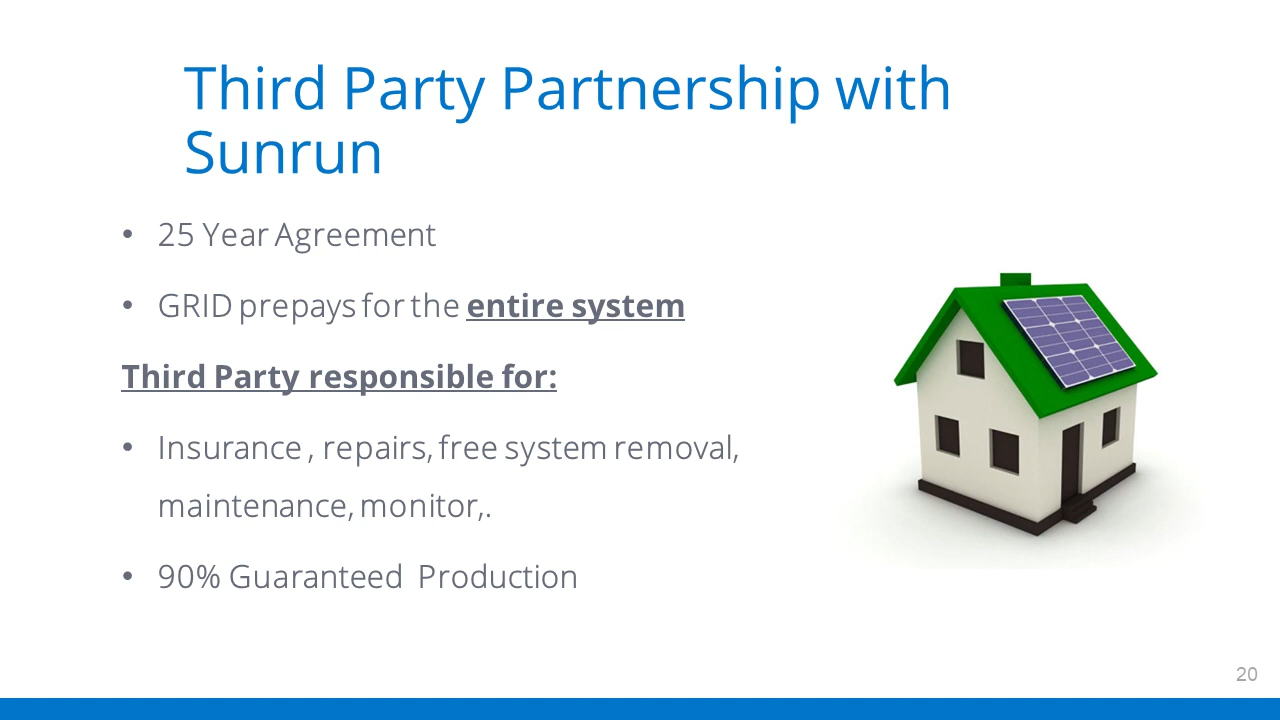 Third Party Partnership with
Sunrun
• 25 Year Agreement
• GRID prepays for the entire system
Third Party responsible for:
• Insurance , repairs, free system removal,
maintenance, monitor,.
• 90% Guaranteed  Production
20